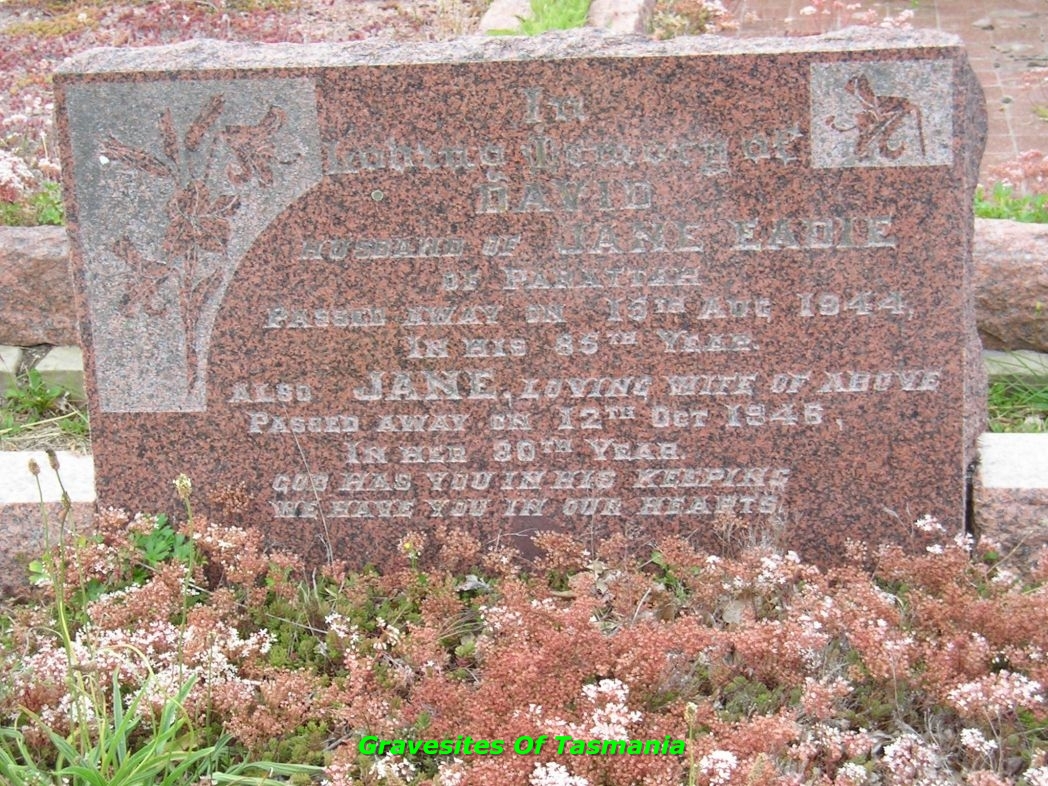 In
Loving Memory of
DAVID
HUSBAND OF JANE EADIE
OF PARATTAH
PASSED AWAY ON 13TH AUG 1944,
IN HIS 85TH YEAR.
ALSO JANE, LOVING WIFE OF ABOVE
PASSED AWAY ON 12TH OCT 1946,
IN HER 80TH YEAR.
GOD HAS YOU IN HIS KEEPING
WE HAVE YOU IN OUR HEARTS.
Gravesites Of Tasmania